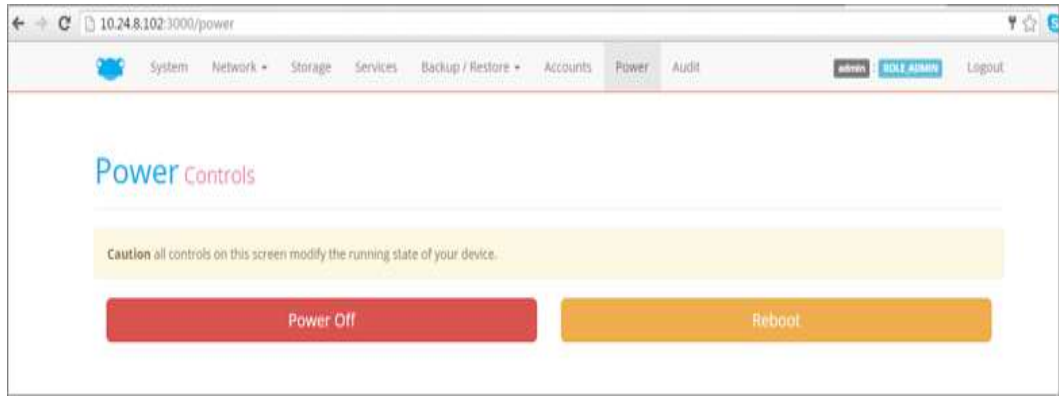 10.24.8.102:3000/power
System Network Storage Services Backup / Restore Accounts Power Audit admin : ROLE_ADMIN Logout
Power Controls
Caution all controls on this screen modify the running state of your device.
Power Off Reboot